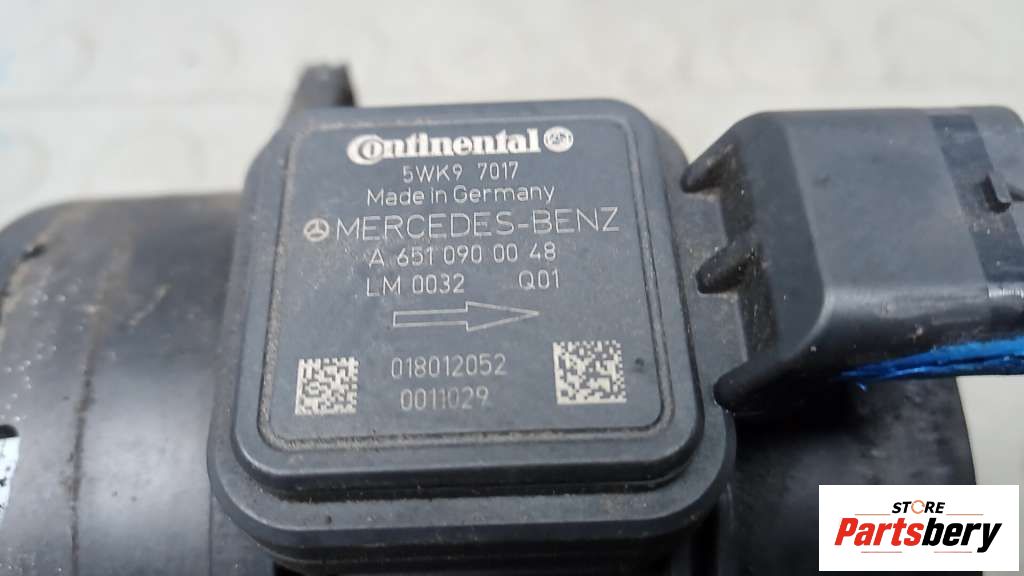 Continental
5WK9 7017
Made in Germany
MERCEDES-BENZ
A 651 090 00 48
LM 0032 Q01
018012052
0011029
STORE
Partsbery